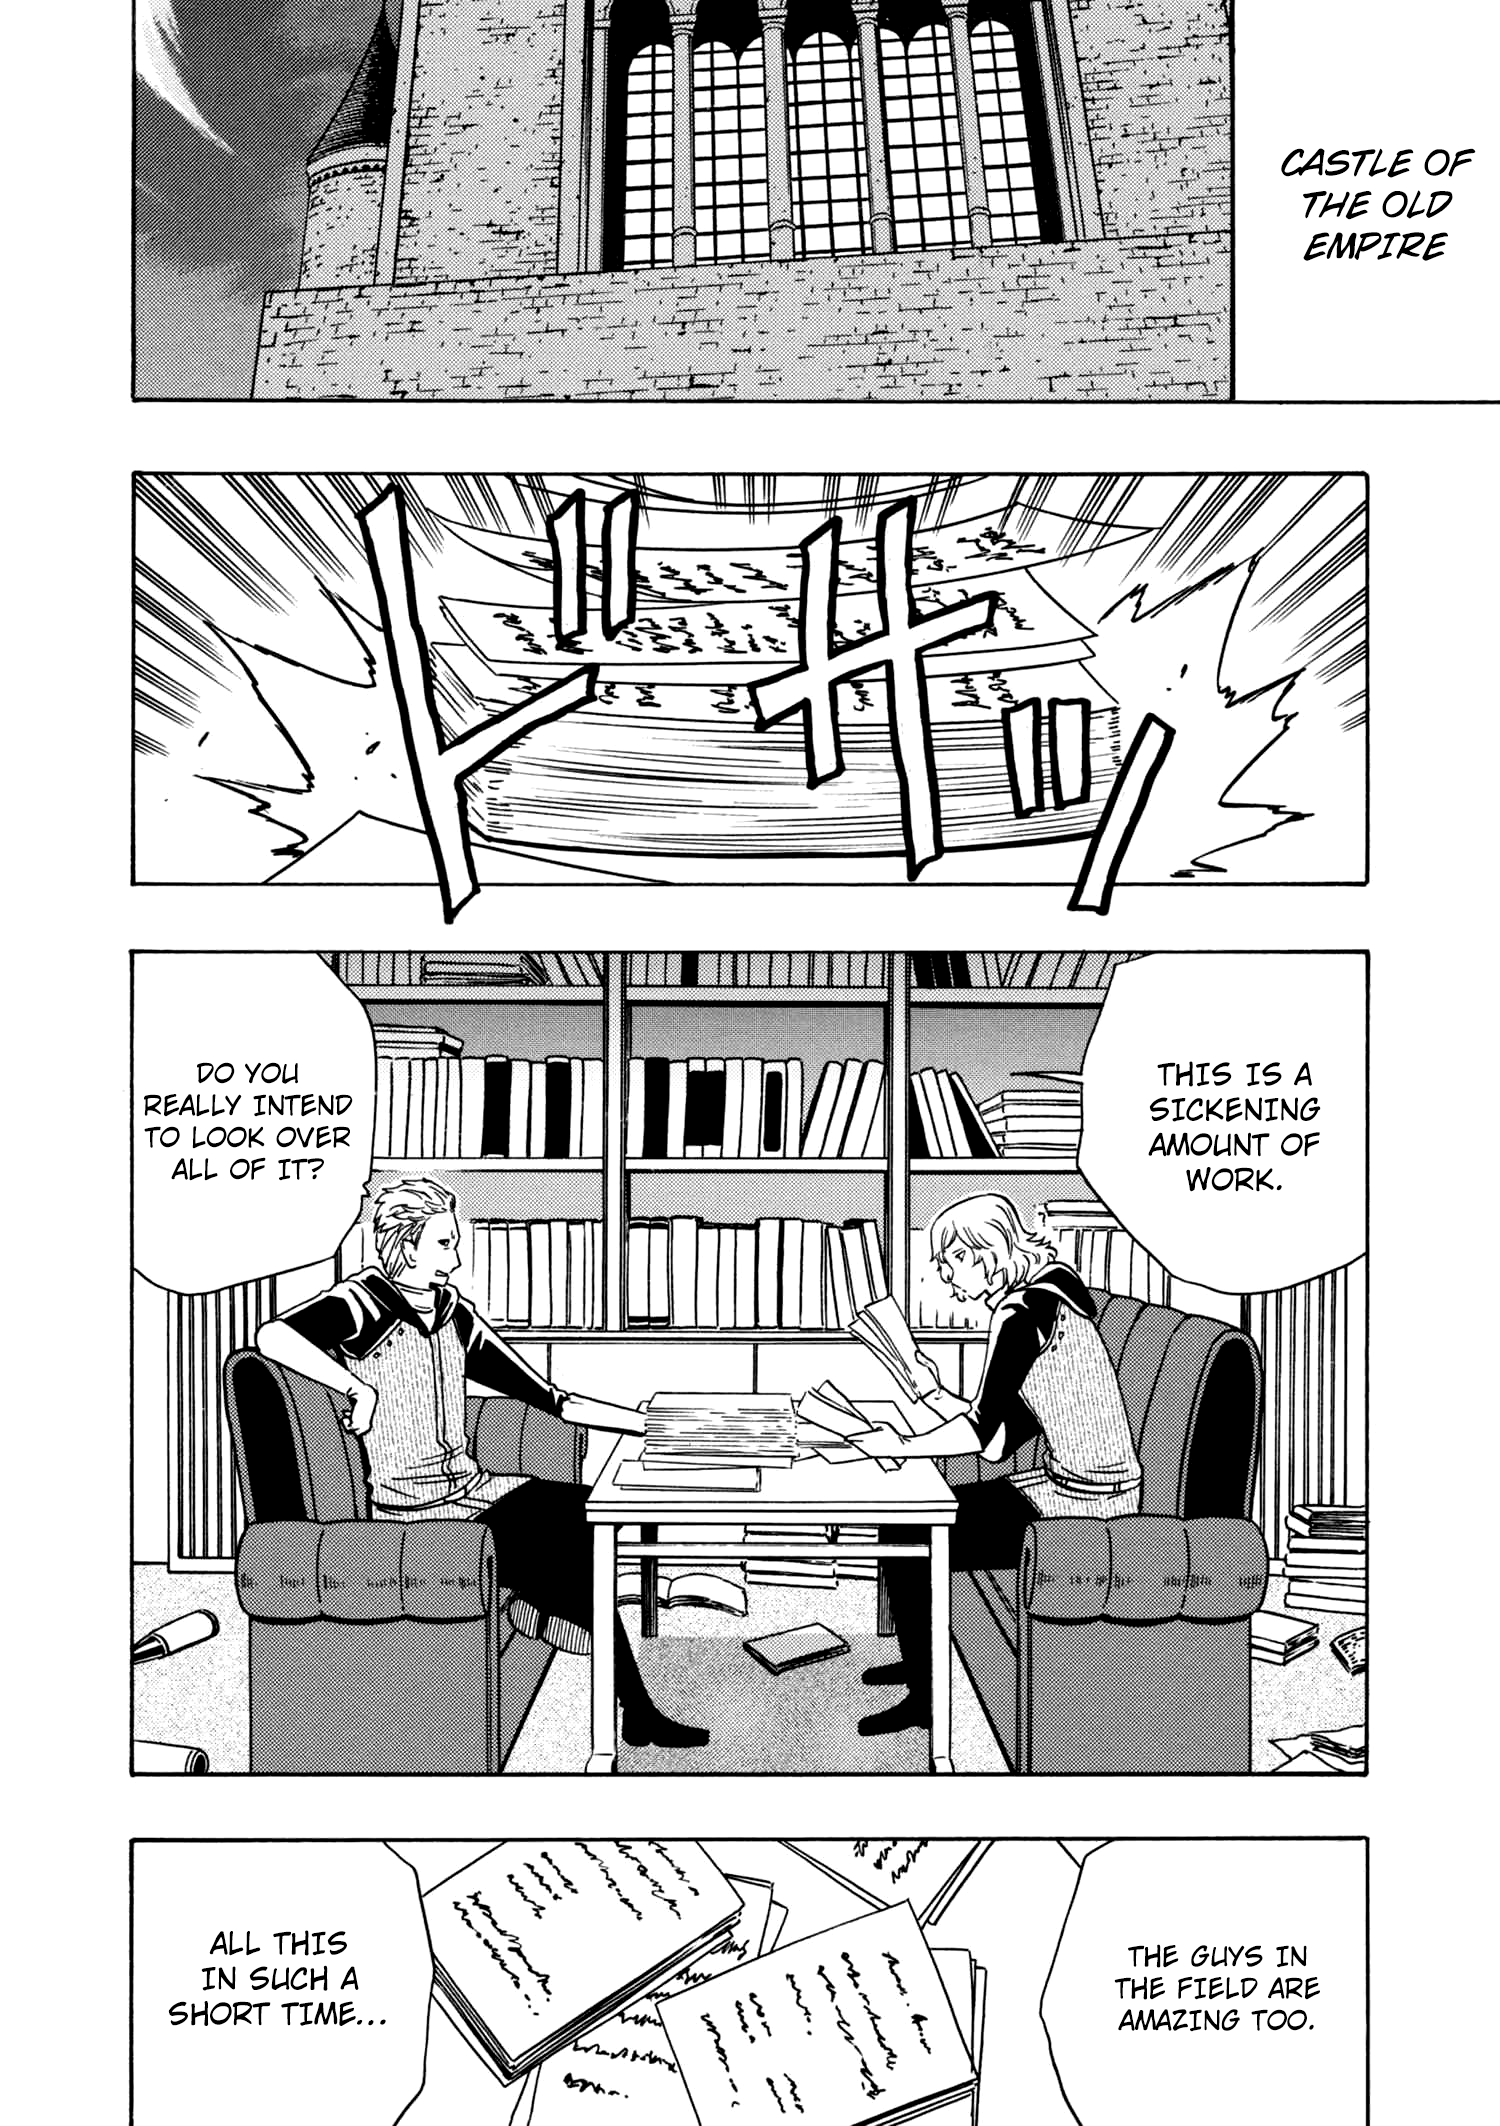 CASTLE OF
THE OLD
EMPIRE
ドサッ
THIS IS A
SICKENING
AMOUNT OF
WORK.
DO YOU
REALLY INTEND
TO LOOK OVER
ALL OF IT?
THE GUYS IN
THE FIELD ARE
AMAZING TOO.
ALL THIS
IN SUCH A
SHORT TIME...